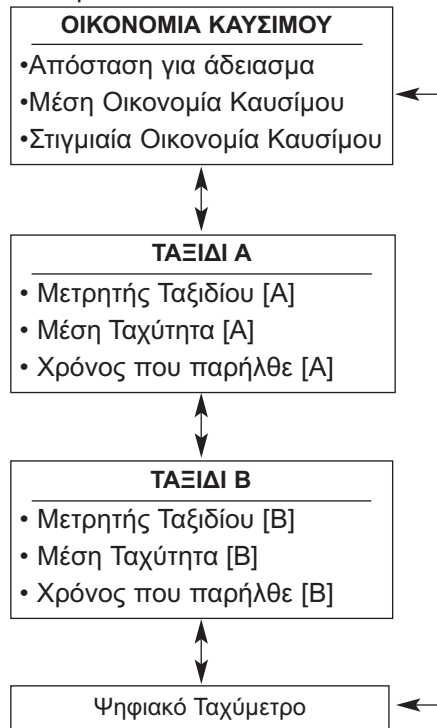 ΟΙΚΟΝΟΜΙΑ ΚΑΥΣΙΜΟΥ
•Απόσταση για άδειασμα
•Μέση Οικονομία Καυσίμου
•Στιγμιαία Οικονομία Καυσίμου
ΤΑΞΙΔΙ A
• Μετρητής Ταξιδίου [A]
• Μέση Ταχύτητα [A]
• Χρόνος που παρήλθε [A]
ΤΑΞΙΔΙ B
• Μετρητής Ταξιδίου [B]
• Μέση Ταχύτητα [B]
• Χρόνος που παρήλθε [B]
Ψηφιακό Ταχύμετρο